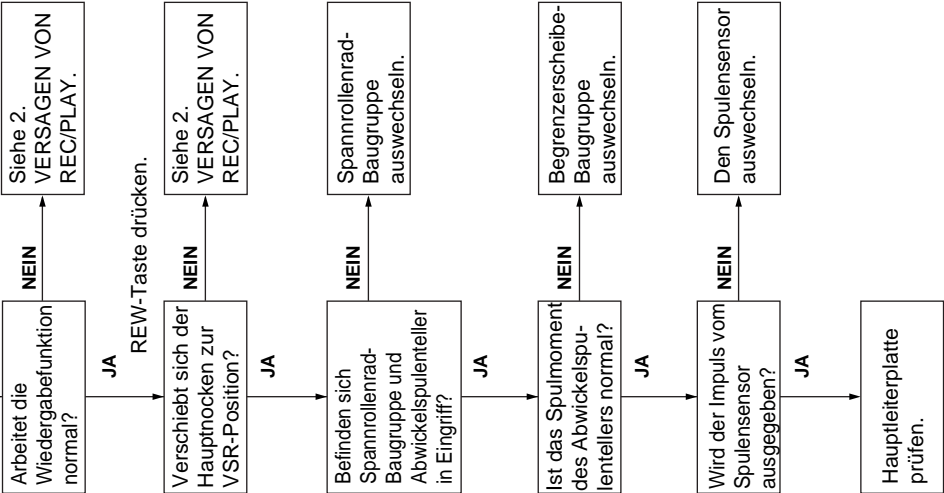 Arbeitet die
Wiedergabefunktion
normal?
NEIN
Siehe 2.
VERSAGEN VON
REC/PLAY.
JA
REW-Taste drücken.
Verschiebt sich der
Hauptnocken zur
VSR-Position?
NEIN
Siehe 2.
VERSAGEN VON
REC/PLAY.
JA
Befinden sich
Spannrollenrad-
Baugruppe und
Abwickelspulenteller
in Eingriff?
NEIN
Spannrollenrad-
Baugruppe
auswechseln.
JA
Ist das Spulmoment
des Abwickelspu-
lentellers normal?
NEIN
Begrenzerscheibe-
Baugruppe
auswechseln.
JA
Wird der Impuls vom
Spulensensor
ausgegeben?
NEIN
Den Spulensensor
auswechseln.
JA
Hauptleiterplatte
prüfen.